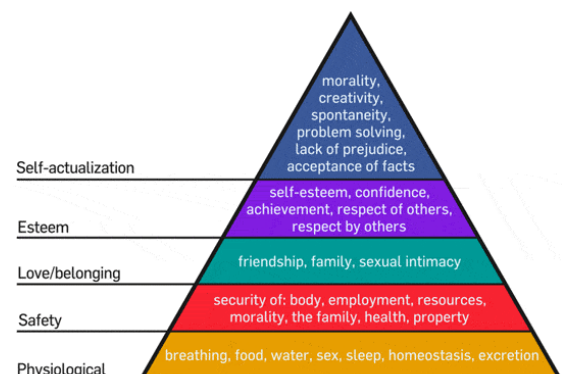 morality,
creativity,
spontaneity,
problem solving,
lack of prejudice,
acceptance of facts
Self-actualization
self-esteem, confidence,
achievement, respect of others,
respect by others
Esteem
friendship, family, sexual intimacy
Love/belonging
security of: body, employment, resources,
morality, the family, health, property
Safety
breathing, food, water, sex, sleep, homeostasis, excretion
Physiological